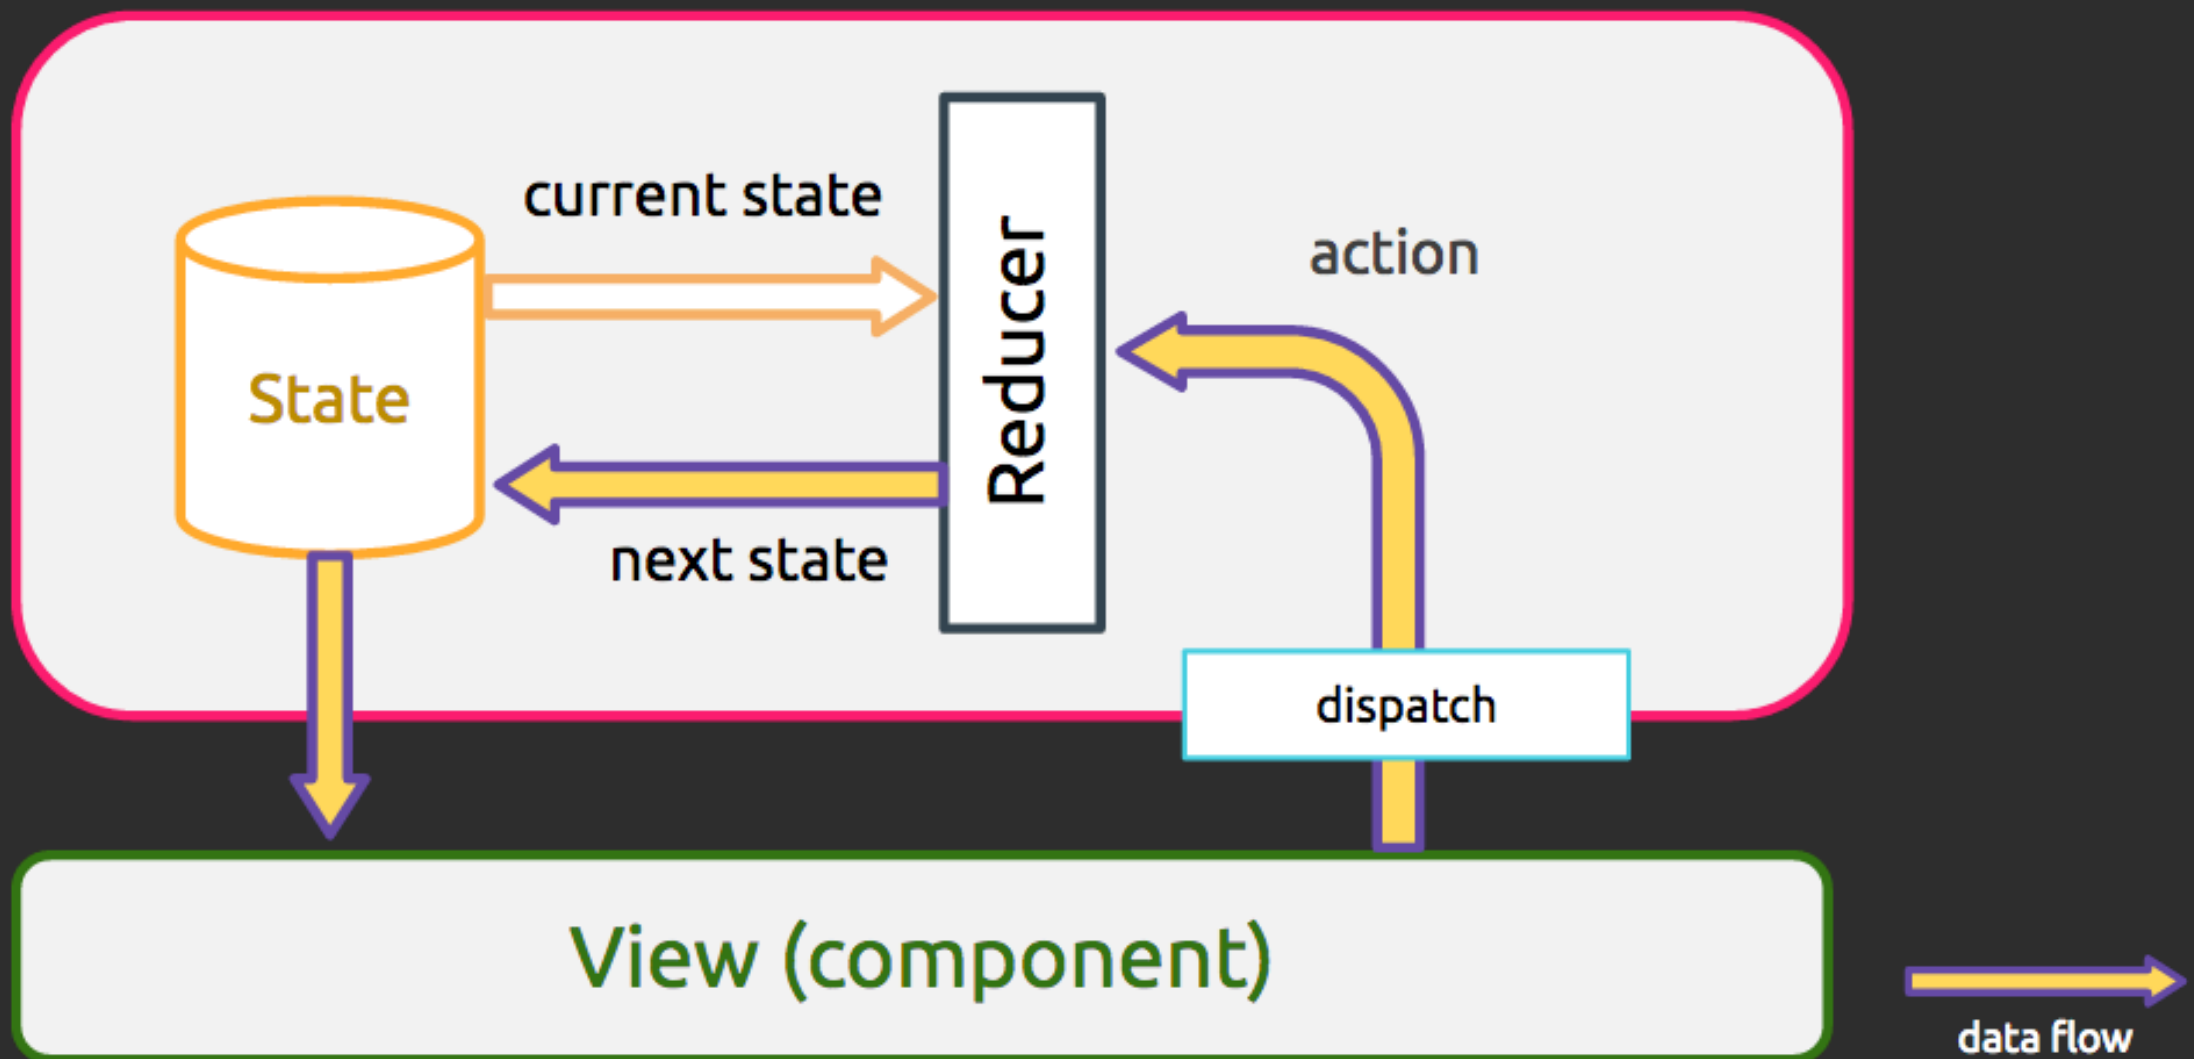 current state
Reducer
action
State
next state
dispatch
View (component)
data flow